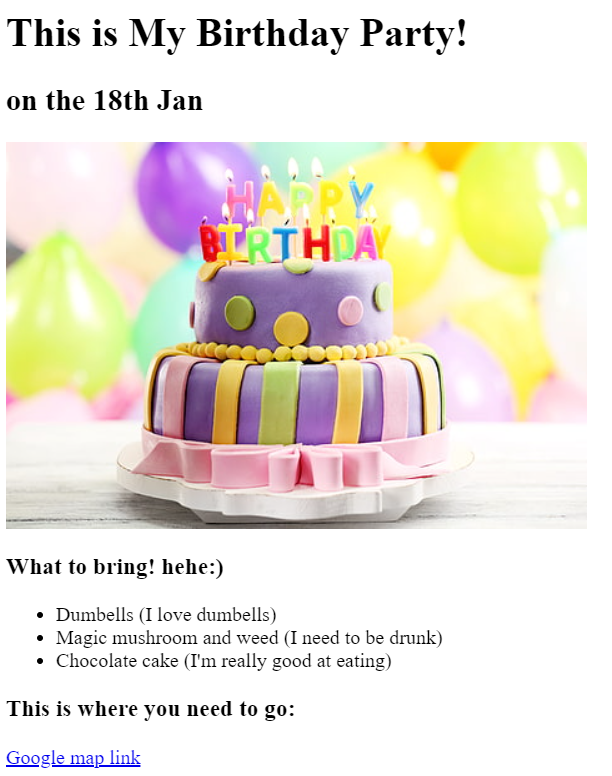 This is My Birthday Party!
on the 18th Jan
HAPPY
BIRTHDAY
What to bring! hehe:)
Dumbells (I love dumbells)
Magic mushroom and weed (I need to be drunk)
Chocolate cake (I'm really good at eating)
This is where you need to go:
Google map link